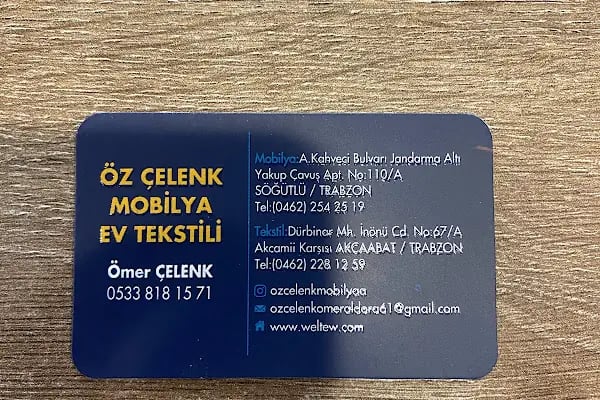 ÖZ ÇELENK
MOBİLYA
EV TEKSTİLİ
Ömer ÇELENK
0533 818 15 71
Mobilya:A.Kahveci Bulvarı Jandarma Altı
Yakup Çavuş Apt. No:110/A
SÖĞÜTLÜ / TRABZON
Tel:(0462) 254 25 19
Tekstil:Dürbinar Mh. İnönü Cd. No:67/A
Akcamii Karşısı AKÇAABAT / TRABZON
Tel:(0462) 228 12 59
ozcelenkmobilyaa
ozcelenkomeraldora61@gmail.com
www.weltew.com